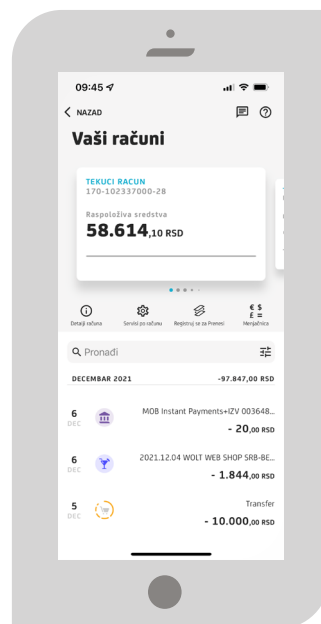 09:45
NAZAD
Vaši računi
TEKUCI RACUN
170-102337000-28
Raspoloživa sredstva
58.614,10 RSD
Detalji računa
Servisi po računu
Registruj se za Prenesi
€ $
£ =
Menjačnica
Pronađi
DECEMBAR 2021 -97.847,00 RSD
6 DEC
MOB Instant Payments+IZV 003648...
- 20,00 RSD
6 DEC
2021.12.04 WOLT WEB SHOP SRB-BE...
- 1.844,00 RSD
5 DEC
Transfer
- 10.000,00 RSD